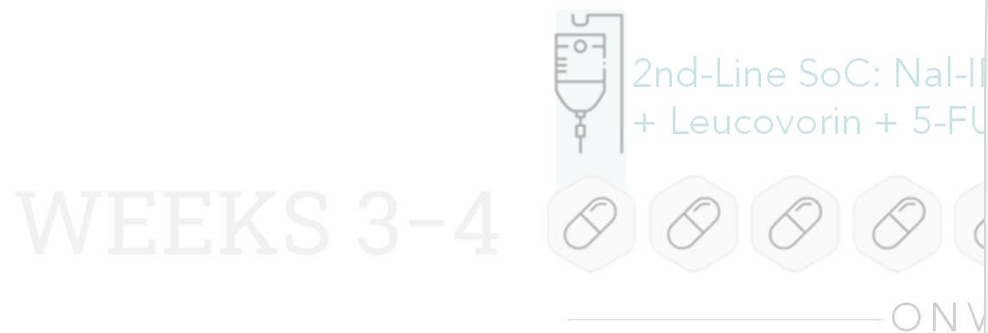 2nd-Line SoC: Nal-I
+ Leucovorin + 5-FU
WEEKS 3–4
ONV